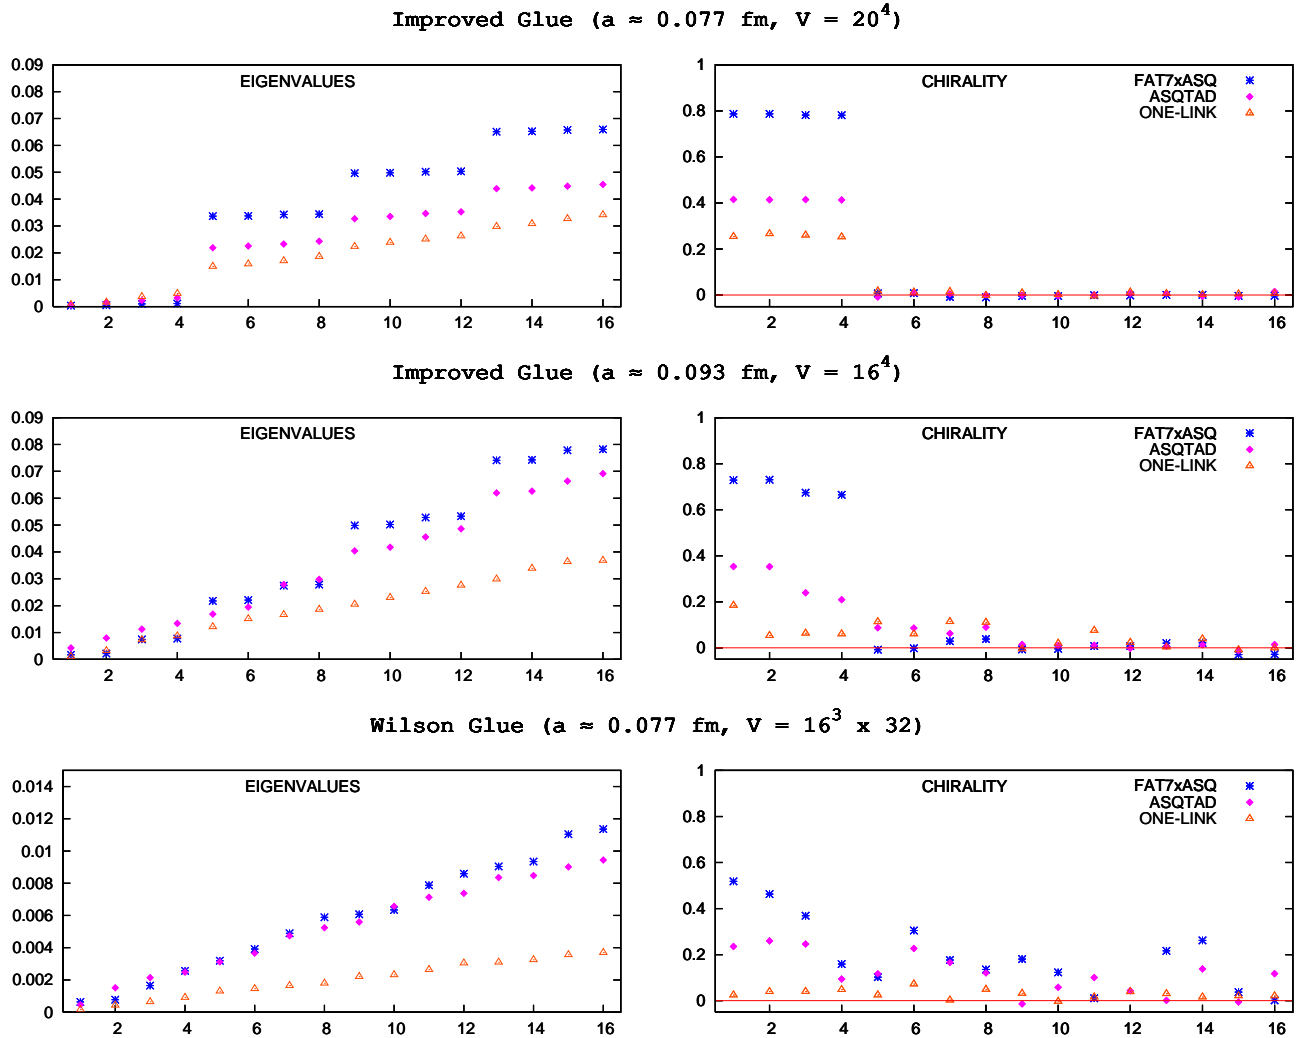 Improved Glue (a ≈ 0.077 fm, V = 20^4)
EIGENVALUES
0.09
0.08
0.07
0.06
0.05
0.04
0.03
0.02
0.01
0
2 4 6 8 10 12 14 16
CHIRALITY
FAT7xASQ
ASQTAD
ONE-LINK
1
0.8
0.6
0.4
0.2
0
2 4 6 8 10 12 14 16
Improved Glue (a ≈ 0.093 fm, V = 16^4)
EIGENVALUES
0.09
0.08
0.07
0.06
0.05
0.04
0.03
0.02
0.01
0
2 4 6 8 10 12 14 16
CHIRALITY
FAT7xASQ
ASQTAD
ONE-LINK
1
0.8
0.6
0.4
0.2
0
2 4 6 8 10 12 14 16
Wilson Glue (a ≈ 0.077 fm, V = 16^3 x 32)
EIGENVALUES
0.014
0.012
0.01
0.008
0.006
0.004
0.002
0
2 4 6 8 10 12 14 16
CHIRALITY
FAT7xASQ
ASQTAD
ONE-LINK
1
0.8
0.6
0.4
0.2
0
2 4 6 8 10 12 14 16